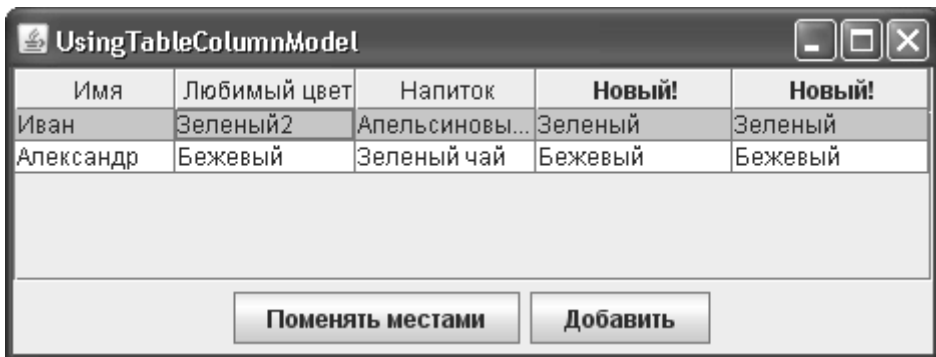 UsingTableColumnModel
Имя Любимый цвет Напиток Новый! Новый!
Иван Зеленый2 Апельсиновы... Зеленый Зеленый
Александр Бежевый Зеленый чай Бежевый Бежевый
Поменять местами Добавить